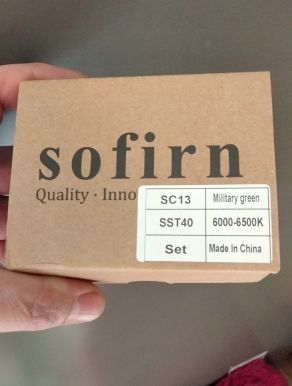 sofirn
Quality · Inno
SC13 Military green
SST40 6000-6500K
Set Made In China